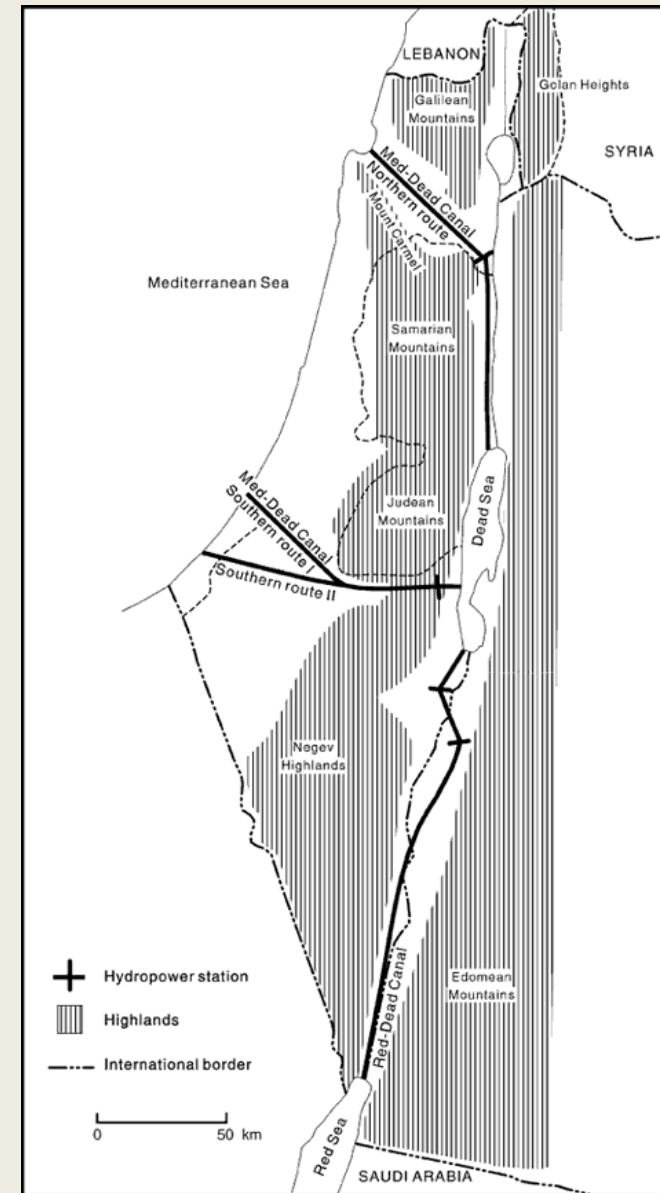 LEBANON
Golan Heights
Galilean
Mountains
SYRIA
Med-Dead Canal
Northern route
Mount Carmel
Mediterranean Sea
Samarian
Mountains
Med-Dead Canal
Southern route I
Judean
Mountains
Dead Sea
Southern route II
Negev
Highlands
Hydropower station
Highlands
International border
0 50 km
Red-Dead Canal
Edomean
Mountains
Red Sea
SAUDI ARABIA